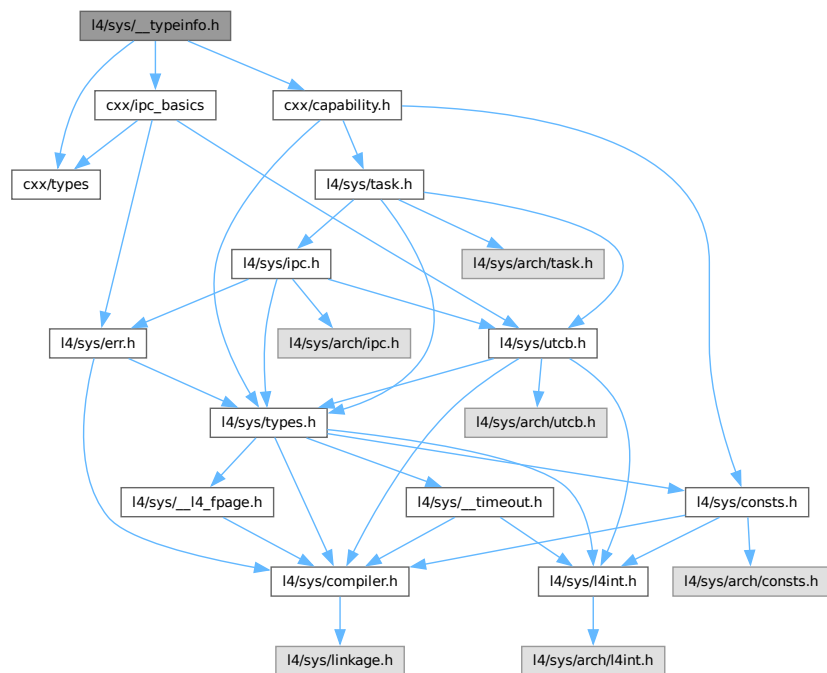 l4/sys/__typeinfo.h
cxx/ipc_basics
cxx/capability.h
cxx/types
l4/sys/task.h
l4/sys/ipc.h
l4/sys/arch/task.h
l4/sys/err.h
l4/sys/arch/ipc.h
l4/sys/utcb.h
l4/sys/types.h
l4/sys/arch/utcb.h
l4/sys/__l4_fpage.h
l4/sys/__timeout.h
l4/sys/consts.h
l4/sys/compiler.h
l4/sys/l4int.h
l4/sys/arch/consts.h
l4/sys/linkage.h
l4/sys/arch/l4int.h